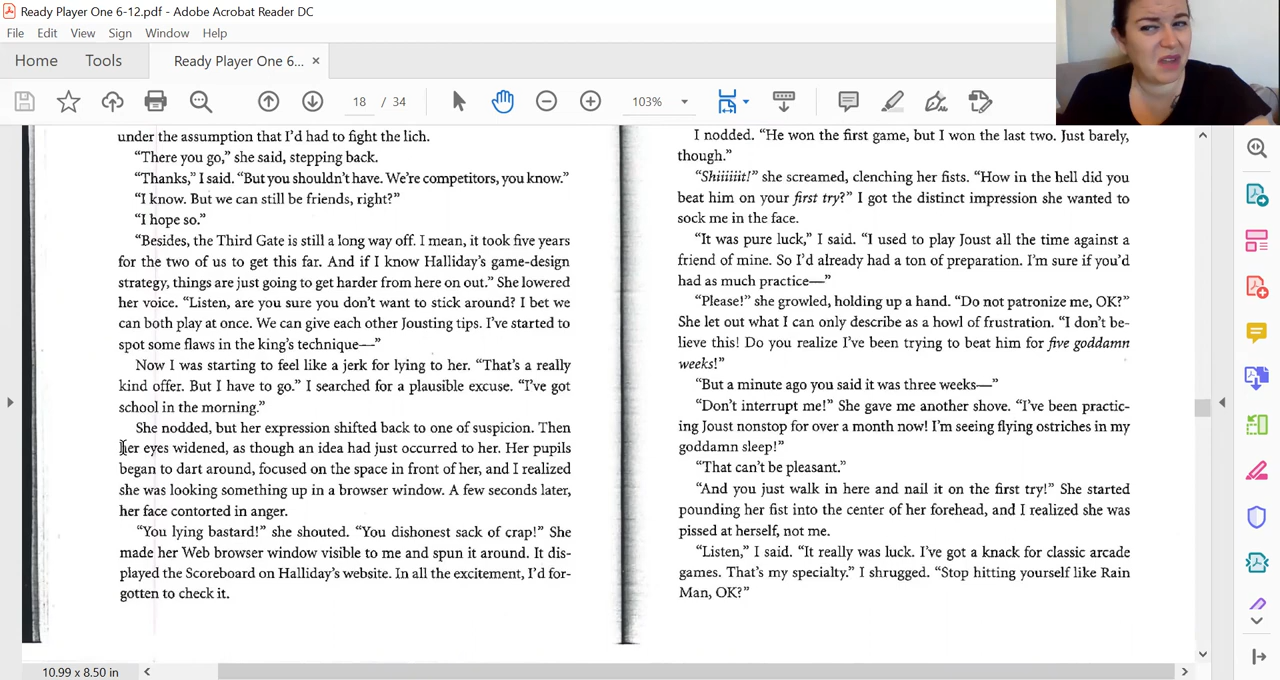 Ready Player One 6-12.pdf - Adobe Acrobat Reader DC
File Edit View Sign Window Help
Home Tools Ready Player One 6... ×
18 / 34 103%
under the assumption that I’d had to fight the lich.
“There you go,” she said, stepping back.
“Thanks,” I said. “But you shouldn’t have. We’re competitors, you know.”
“I know. But we can still be friends, right?”
“I hope so.”
“Besides, the Third Gate is still a long way off. I mean, it took five years
for the two of us to get this far. And if I know Halliday’s game-design
strategy, things are just going to get harder from here on out.” She lowered
her voice. “Listen, are you sure you don’t want to stick around? I bet we
can both play at once. We can give each other Jousting tips. I’ve started to
spot some flaws in the king’s technique—”
Now I was starting to feel like a jerk for lying to her. “That’s a really
kind offer. But I have to go.” I searched for a plausible excuse. “I’ve got
school in the morning.”
She nodded, but her expression shifted back to one of suspicion. Then
her eyes widened, as though an idea had just occurred to her. Her pupils
began to dart around, focused on the space in front of her, and I realized
she was looking something up in a browser window. A few seconds later,
her face contorted in anger.
“You lying bastard!” she shouted. “You dishonest sack of crap!” She
made her Web browser window visible to me and spun it around. It dis-
played the Scoreboard on Halliday’s website. In all the excitement, I’d for-
gotten to check it.
I nodded. “He won the first game, but I won the last two. Just barely,
though.”
“Shiiiiiit!” she screamed, clenching her fists. “How in the hell did you
beat him on your first try?” I got the distinct impression she wanted to
sock me in the face.
“It was pure luck,” I said. “I used to play Joust all the time against a
friend of mine. So I’d already had a ton of preparation. I’m sure if you’d
had as much practice—”
“Please!” she growled, holding up a hand. “Do not patronize me, OK?”
She let out what I can only describe as a howl of frustration. “I don’t be-
lieve this! Do you realize I’ve been trying to beat him for five goddamn
weeks!”
“But a minute ago you said it was three weeks—”
“Don’t interrupt me!” She gave me another shove. “I’ve been practic-
ing Joust nonstop for over a month now! I’m seeing flying ostriches in my
goddamn sleep!”
“That can’t be pleasant.”
“And you just walk in here and nail it on the first try!” She started
pounding her fist into the center of her forehead, and I realized she was
pissed at herself, not me.
“Listen,” I said. “It really was luck. I’ve got a knack for classic arcade
games. That’s my specialty.” I shrugged. “Stop hitting yourself like Rain
Man, OK?”
10.99 x 8.50 in